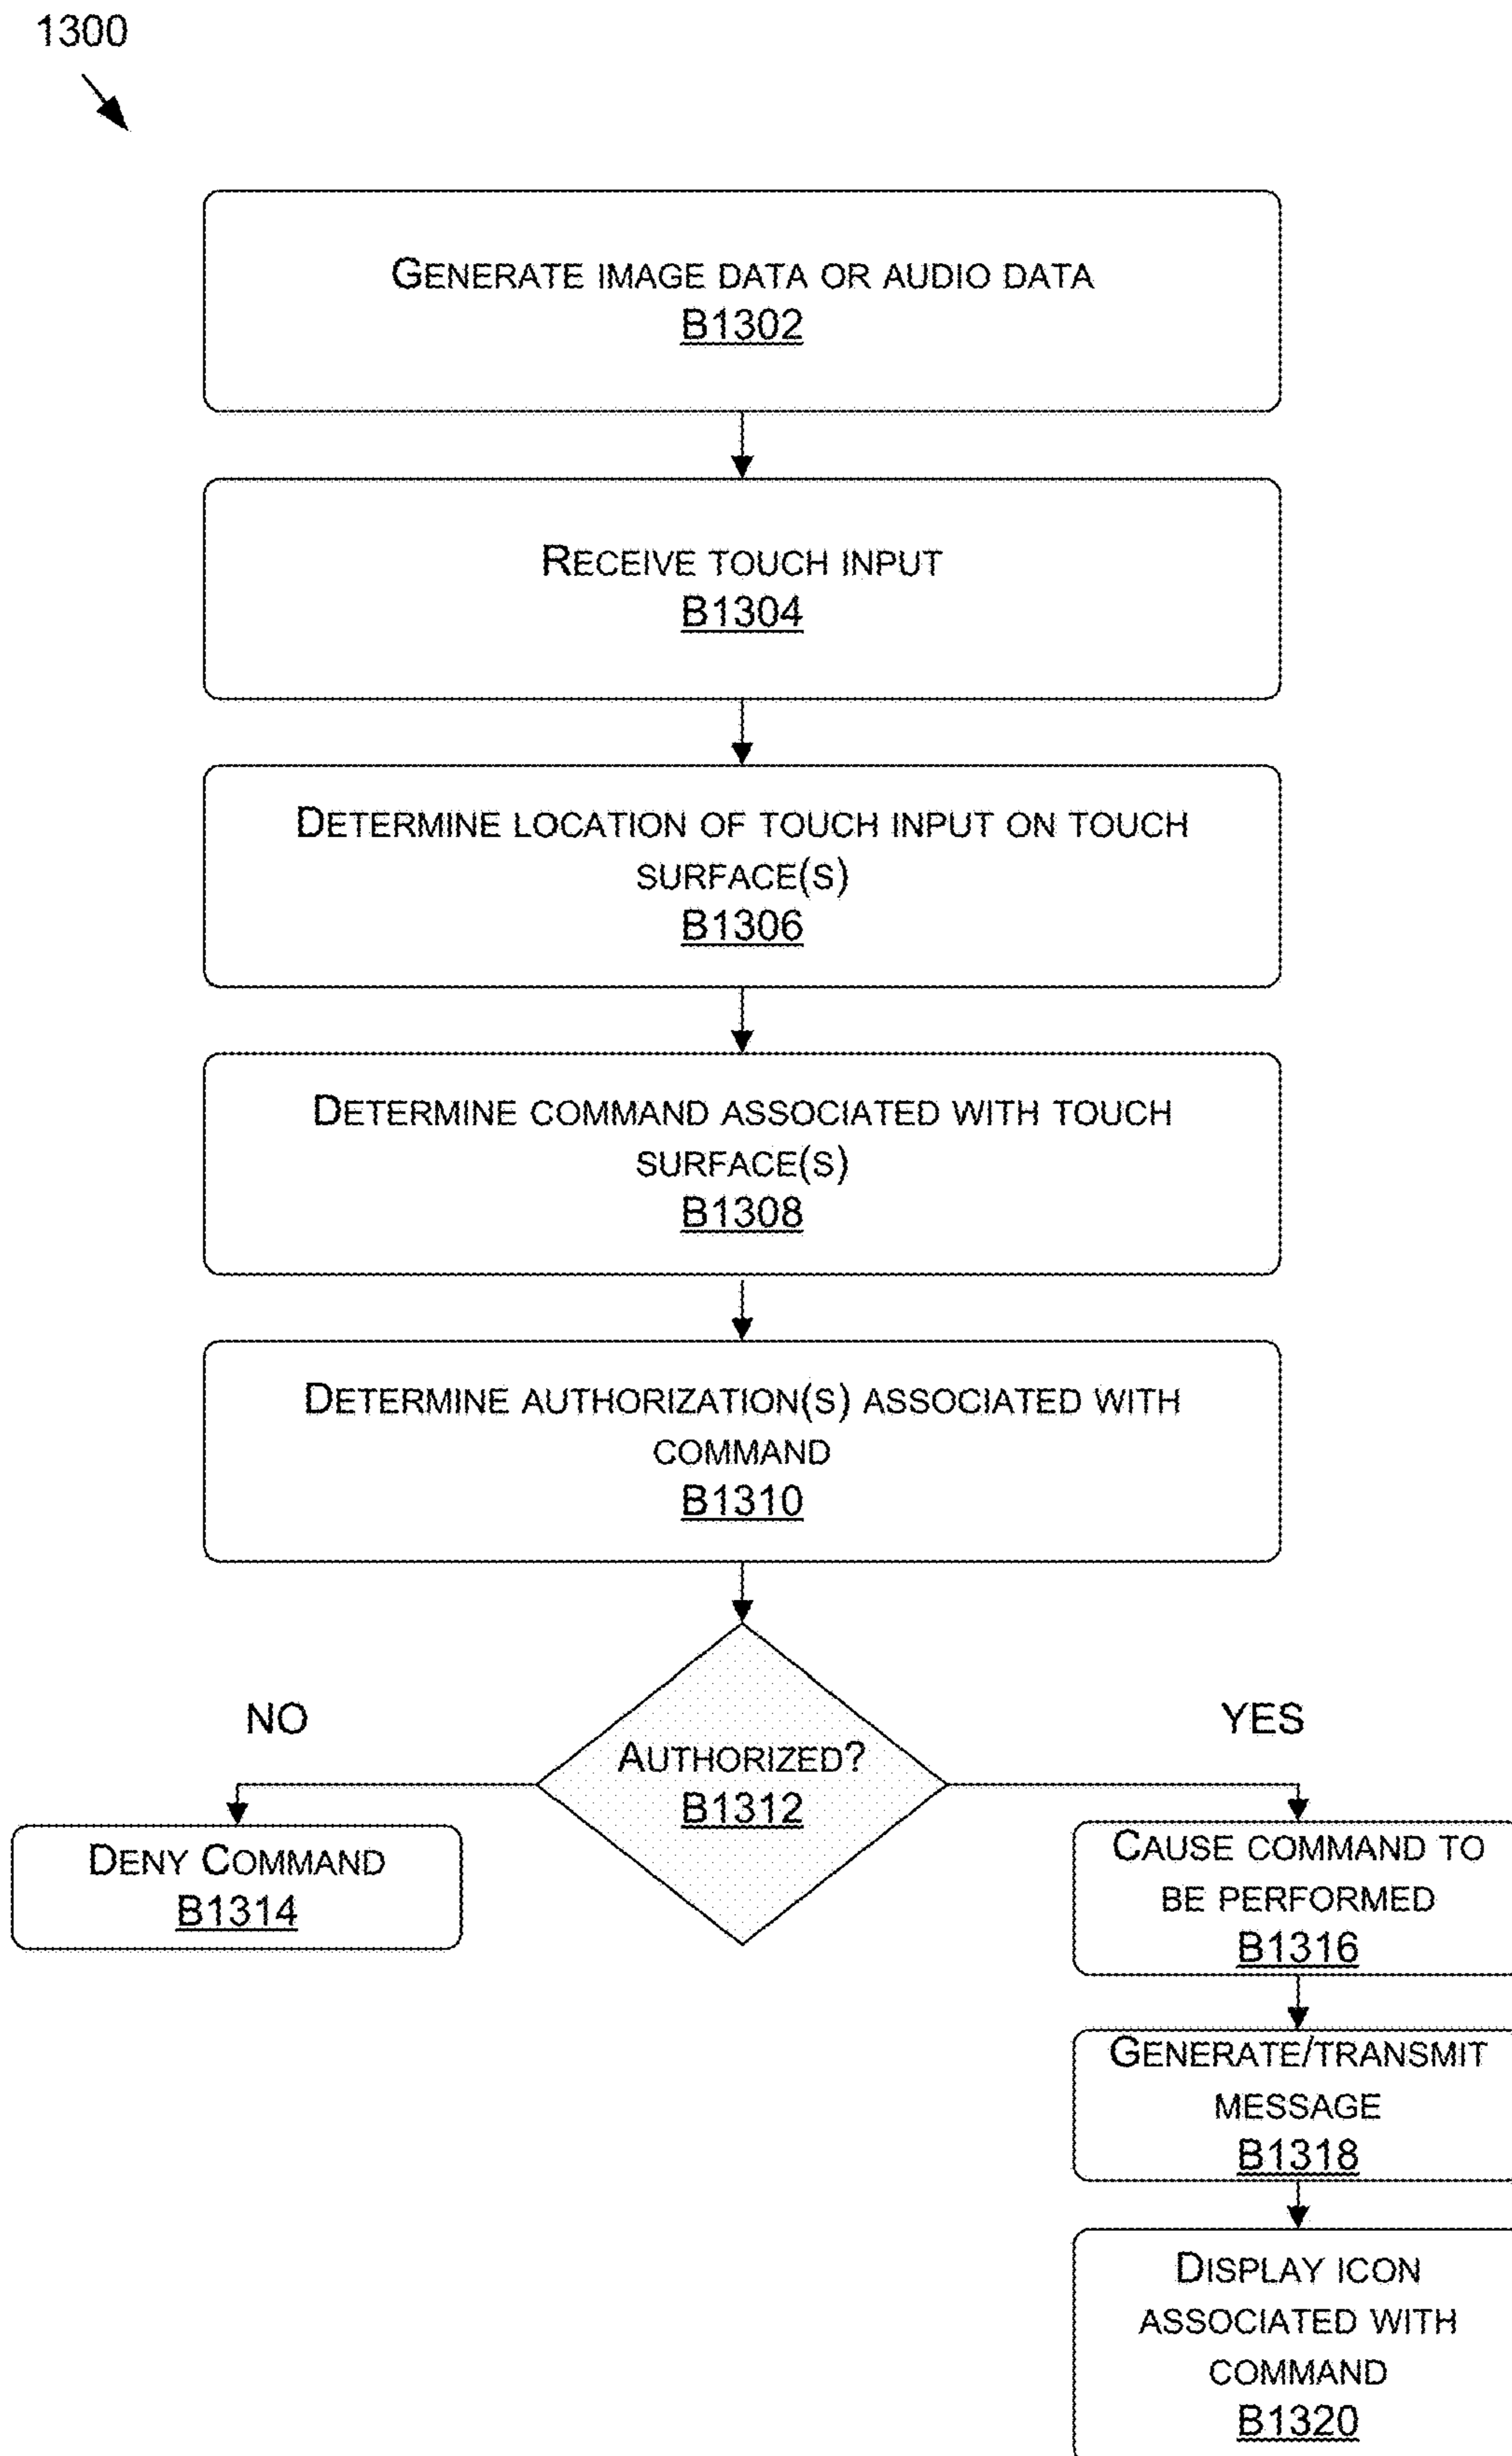 1300
GENERATE IMAGE DATA OR AUDIO DATA
B1302
RECEIVE TOUCH INPUT
B1304
DETERMINE LOCATION OF TOUCH INPUT ON TOUCH
SURFACE(S)
B1306
DETERMINE COMMAND ASSOCIATED WITH TOUCH
SURFACE(S)
B1308
DETERMINE AUTHORIZATION(S) ASSOCIATED WITH
COMMAND
B1310
NO
YES
AUTHORIZED?
B1312
DENY COMMAND
B1314
CAUSE COMMAND TO
BE PERFORMED
B1316
GENERATE/TRANSMIT
MESSAGE
B1318
DISPLAY ICON
ASSOCIATED WITH
COMMAND
B1320